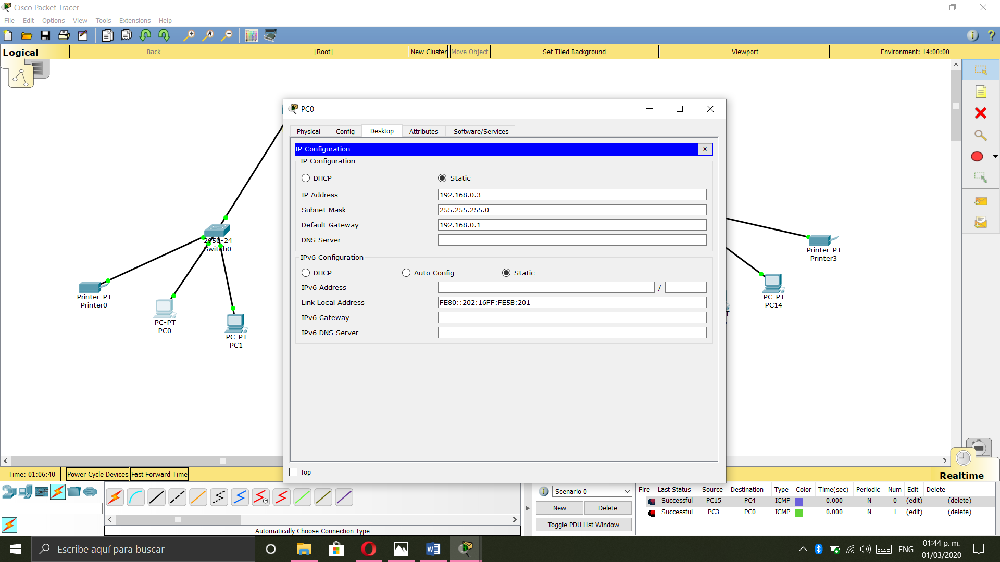 Cisco Packet Tracer
File Edit Options View Tools Extensions Help
Logical Back [Root] New Cluster Move Object Set Tiled Background Viewport Environment: 14:00:00
PC0
Physical Config Desktop Attributes Software/Services
IP Configuration X
IP Configuration
DHCP Static
IP Address 192.168.0.3
Subnet Mask 255.255.255.0
Default Gateway 192.168.0.1
DNS Server
IPv6 Configuration
DHCP Auto Config Static
IPv6 Address /
Link Local Address FE80::202:16FF:FE5B:201
IPv6 Gateway
IPv6 DNS Server
Top
2950-24
Switch0
Printer-PT
Printer0
PC-PT
PC0
PC-PT
PC1
Printer-PT
Printer3
PC-PT
PC14
Time: 01:06:40 Power Cycle Devices Fast Forward Time
Realtime
Scenario 0
New Delete
Toggle PDU List Window
Fire Last Status Source Destination Type Color Time(sec) Periodic Num Edit Delete
Successful PC15 PC4 ICMP 0.000 N 0 (edit) (delete)
Successful PC3 PC0 ICMP 0.000 N 1 (edit) (delete)
Automatically Choose Connection Type
Escribe aquí para buscar
ENG
01:44 p. m.
01/03/2020